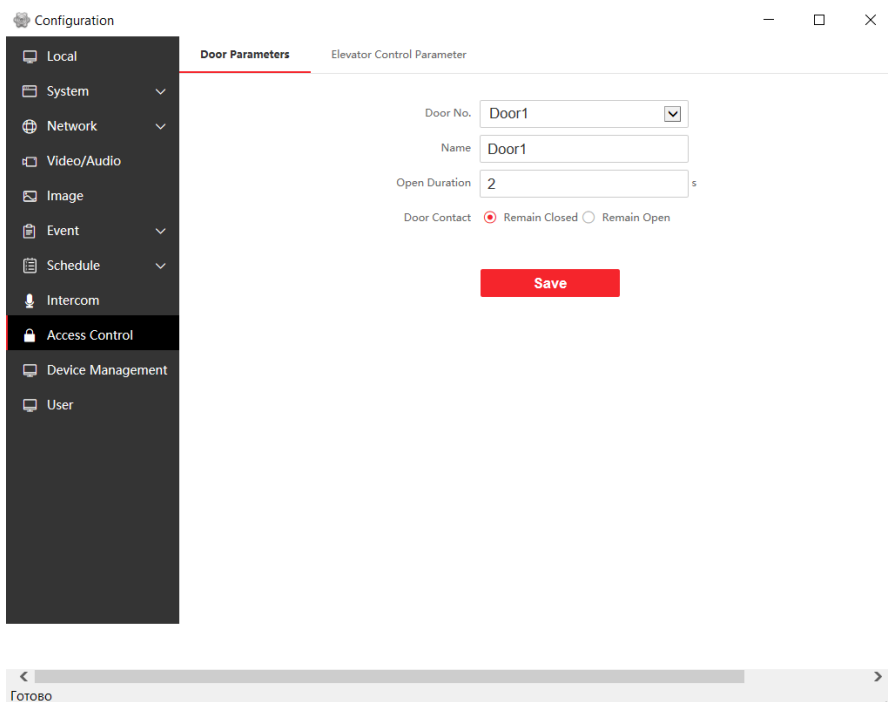 Configuration
Local
System
Network
Video/Audio
Image
Event
Schedule
Intercom
Access Control
Device Management
User
Door Parameters
Elevator Control Parameter
Door No. Door1
Name Door1
Open Duration 2 s
Door Contact Remain Closed Remain Open
Save
Готово